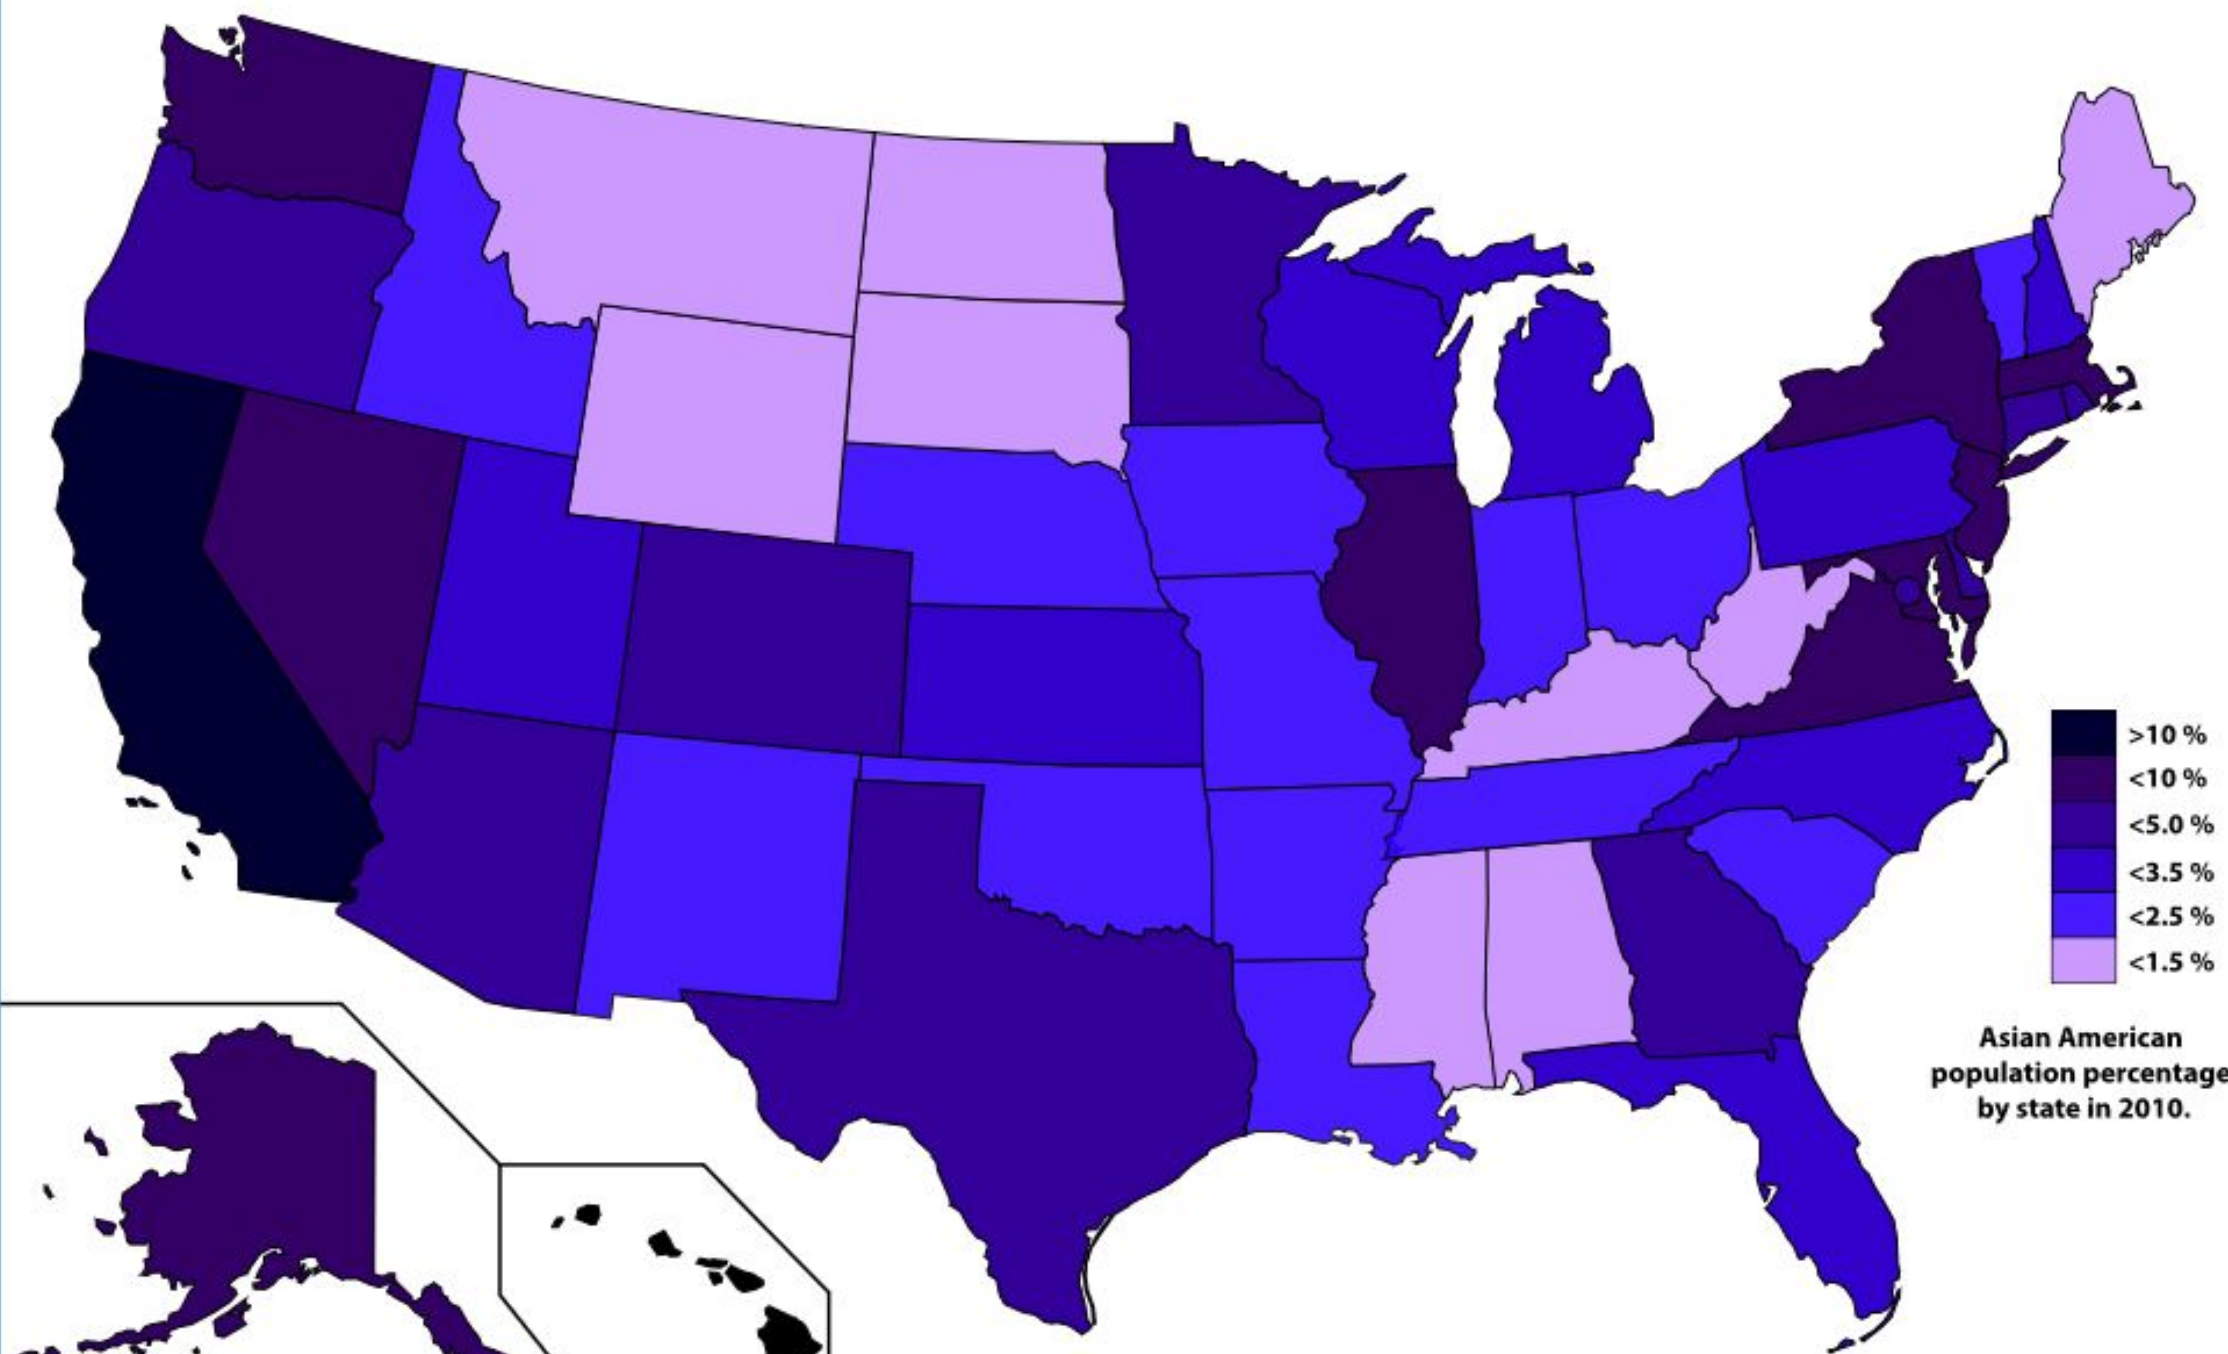 >10 %
<10 %
<5.0 %
<3.5 %
<2.5 %
<1.5 %
Asian American
population percentage
by state in 2010.